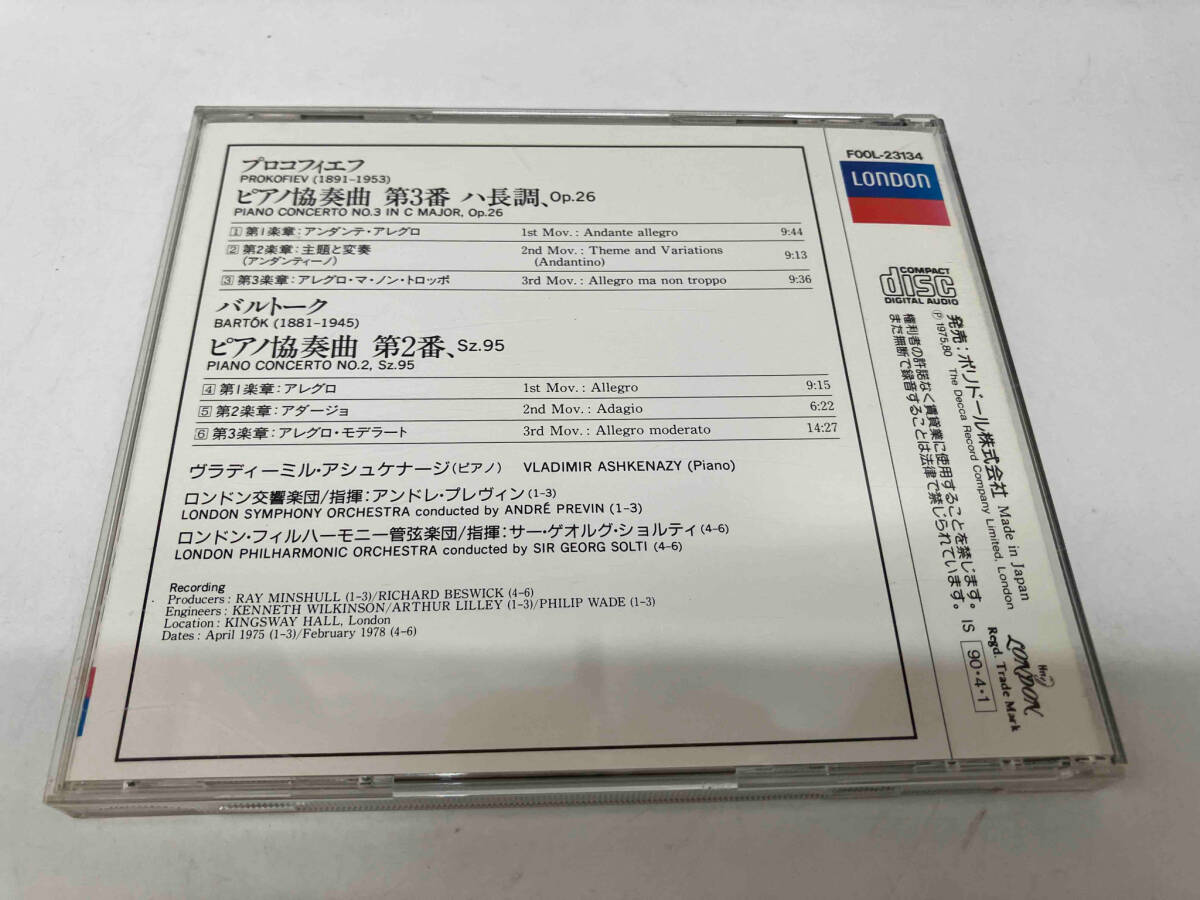 プロコフィエフ
PROKOFIEV (1891-1953)
ピアノ協奏曲 第3番 ハ長調、Op.26
PIANO CONCERTO NO.3 IN C MAJOR, Op.26
1 第1楽章:アンダンテ・アレグロ 1st Mov.: Andante allegro 9:44
2 第2楽章:主題と変奏 2nd Mov.: Theme and Variations 9:13
(アンダンティーノ) (Andantino)
3 第3楽章:アレグロ・マ・ノン・トロッポ 3rd Mov.: Allegro ma non troppo 9:36
バルトーク
BARTÓK (1881-1945)
ピアノ協奏曲 第2番、Sz.95
PIANO CONCERTO NO.2, Sz.95
4 第1楽章:アレグロ 1st Mov.: Allegro 9:15
5 第2楽章:アダージョ 2nd Mov.: Adagio 6:22
6 第3楽章:アレグロ・モデラート 3rd Mov.: Allegro moderato 14:27
ヴラディーミル・アシュケナージ(ピアノ) VLADIMIR ASHKENAZY (Piano)
ロンドン交響楽団/指揮:アンドレ・プレヴィン(1-3)
LONDON SYMPHONY ORCHESTRA conducted by ANDRÉ PREVIN (1-3)
ロンドン・フィルハーモニー管弦楽団/指揮:サー・ゲオルグ・ショルティ(4-6)
LONDON PHILHARMONIC ORCHESTRA conducted by SIR GEORG SOLTI (4-6)
Recording
Producers: RAY MINSHULL (1-3)/RICHARD BESWICK (4-6)
Engineers: KENNETH WILKINSON/ARTHUR LILLEY (1-3)/PHILIP WADE (1-3)
Location: KINGSWAY HALL, London
Dates: April 1975 (1-3)/February 1978 (4-6)
F00L-23134
LONDON
COMPACT
disc
DIGITAL AUDIO
発売:ポリドール株式会社 Made in Japan
℗ 1975,80 The Decca Record Company Limited, London
権利者の許諾なく賃貸業に使用することを禁じます。
また無断で録音することは法律で禁じられています。
IS 90・4・1
LONDON
Regd. Trade Mark